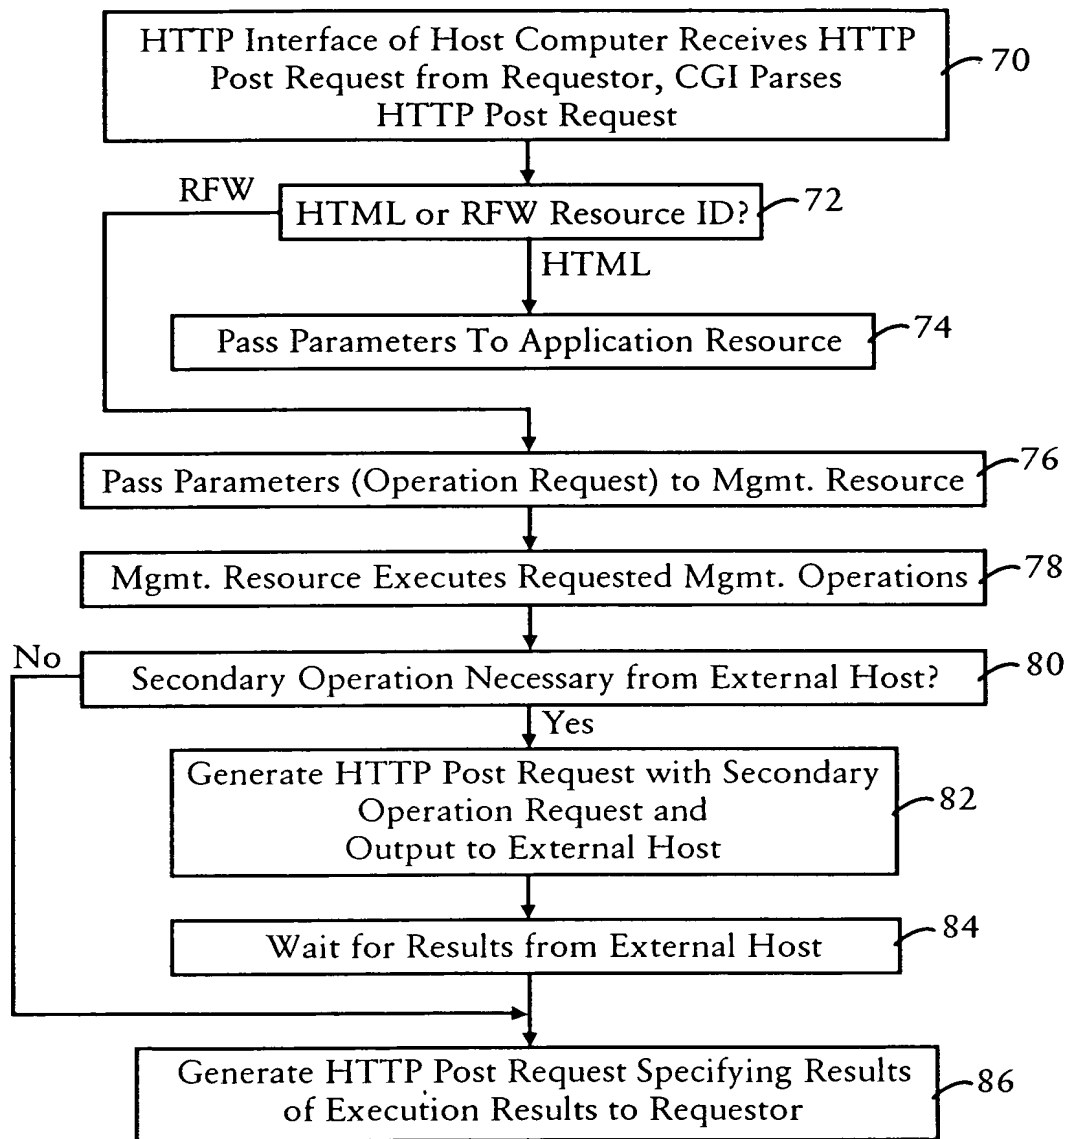 HTTP Interface of Host Computer Receives HTTP
Post Request from Requestor, CGI Parses
HTTP Post Request
70
RFW
HTML or RFW Resource ID?
72
HTML
Pass Parameters To Application Resource
74
Pass Parameters (Operation Request) to Mgmt. Resource
76
Mgmt. Resource Executes Requested Mgmt. Operations
78
No
Secondary Operation Necessary from External Host?
80
Yes
Generate HTTP Post Request with Secondary
Operation Request and
Output to External Host
82
Wait for Results from External Host
84
Generate HTTP Post Request Specifying Results
of Execution Results to Requestor
86